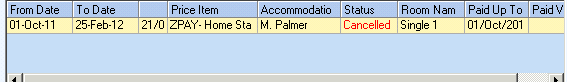 From Date To Date Price Item Accommodatio Status Room Nam Paid Up To Paid V
01-Oct-11 25-Feb-12 21/0 ZPAY- Home Sta M. Palmer Cancelled Single 1 01/Oct/201